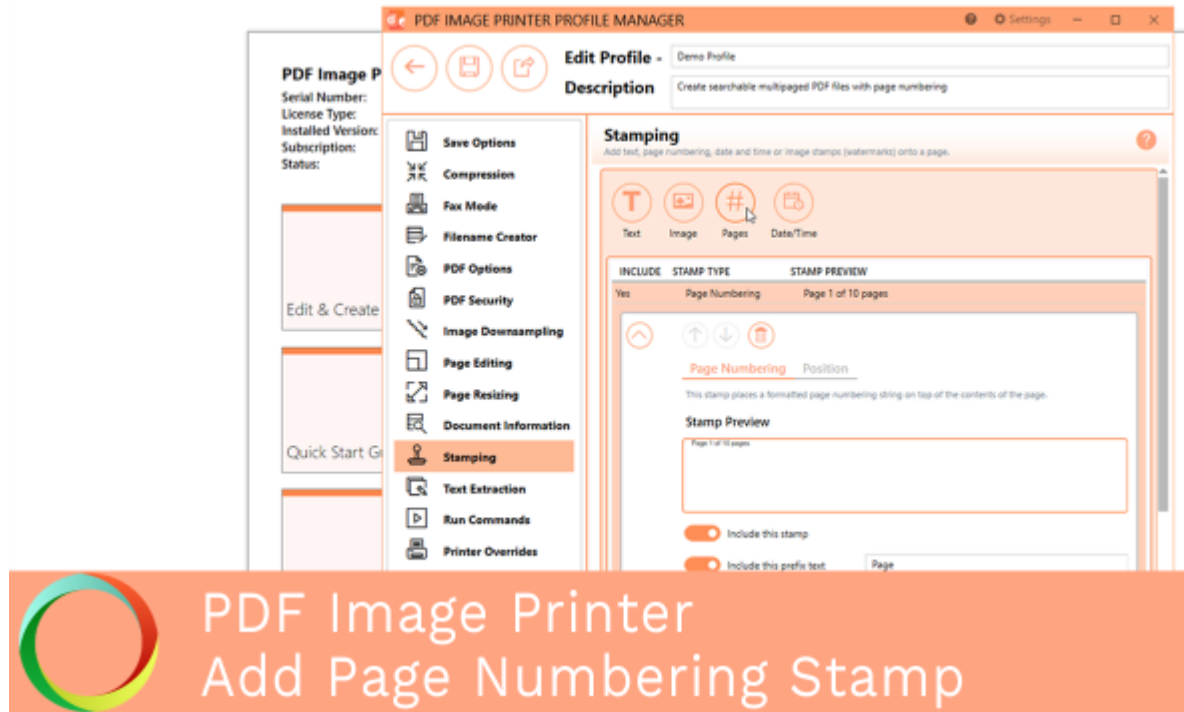 PDF IMAGE PRINTER PROFILE MANAGER
Settings
PDF Image P
Serial Number:
License Type:
Installed Version:
Subscription:
Status:
Edit & Create
Quick Start G
Edit Profile - Demo Profile
Description Create searchable multipaged PDF files with page numbering
Save Options
Compression
Fax Mode
Filename Creator
PDF Options
PDF Security
Image Downsampling
Page Editing
Page Resizing
Document Information
Stamping
Text Extraction
Run Commands
Printer Overrides
Stamping
Add text, page numbering, date and time or image stamps (watermarks) onto a page.
Text Image Pages Date/Time
INCLUDE STAMP TYPE STAMP PREVIEW
Yes Page Numbering Page 1 of 10 pages
Page Numbering Position
This stamp places a formatted page numbering string on top of the contents of the page.
Stamp Preview
Page 1 of 10 pages
Include this stamp
Include this prefix text Page
PDF Image Printer
Add Page Numbering Stamp